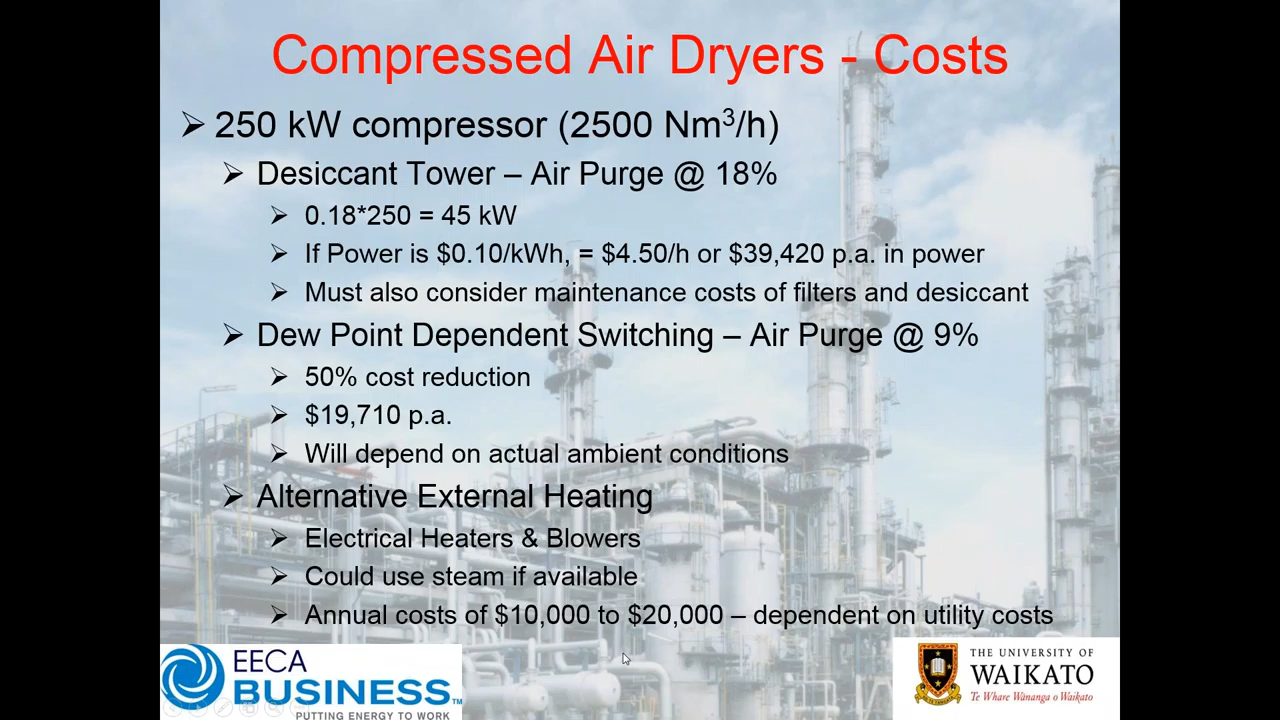 Compressed Air Dryers - Costs
250 kW compressor (2500 Nm³/h)
Desiccant Tower – Air Purge @ 18%
0.18*250 = 45 kW
If Power is $0.10/kWh, = $4.50/h or $39,420 p.a. in power
Must also consider maintenance costs of filters and desiccant
Dew Point Dependent Switching – Air Purge @ 9%
50% cost reduction
$19,710 p.a.
Will depend on actual ambient conditions
Alternative External Heating
Electrical Heaters & Blowers
Could use steam if available
Annual costs of $10,000 to $20,000 – dependent on utility costs
EECA
BUSINESS™
PUTTING ENERGY TO WORK
THE UNIVERSITY OF
WAIKATO
Te Whare Wānanga o Waikato